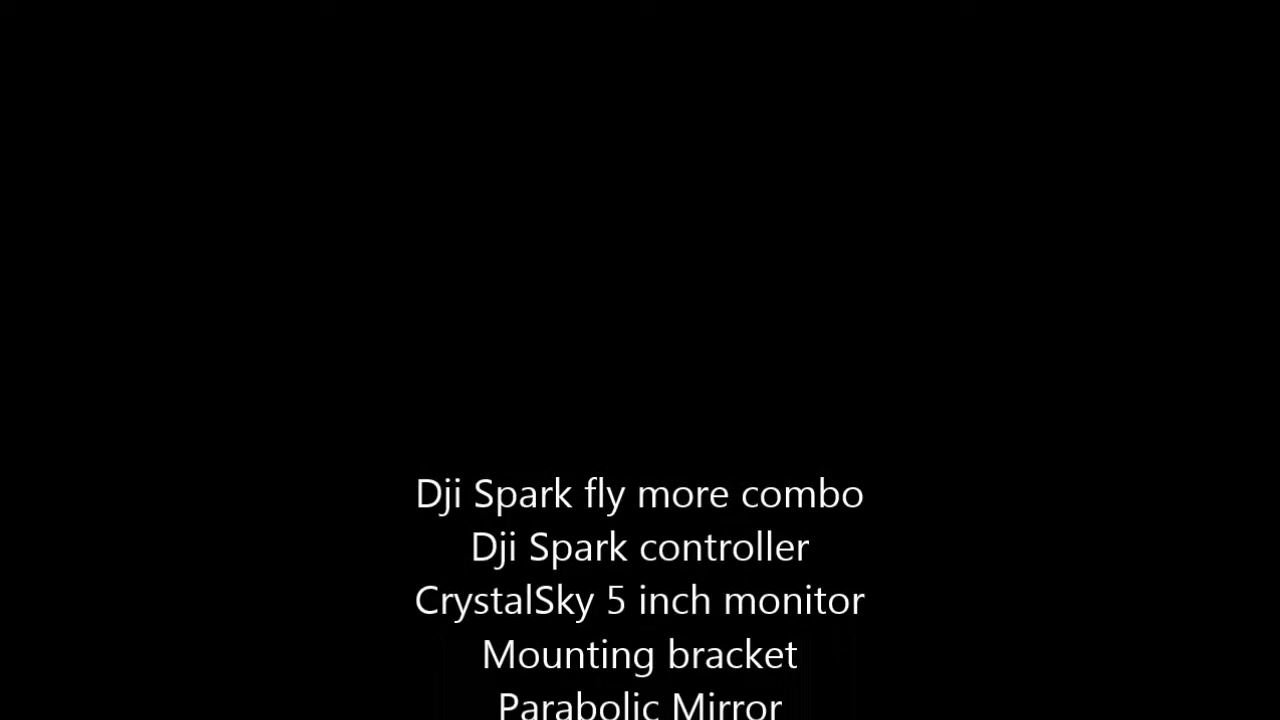 Dji Spark fly more combo
Dji Spark controller
CrystalSky 5 inch monitor
Mounting bracket
Parabolic Mirror